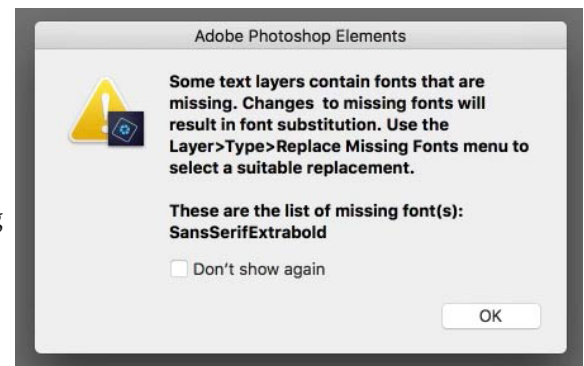 Adobe Photoshop Elements
Some text layers contain fonts that are
missing. Changes  to missing fonts will
result in font substitution. Use the
Layer>Type>Replace Missing Fonts menu to
select a suitable replacement.
These are the list of missing font(s):
SansSerifExtrabold
Don't show again
OK